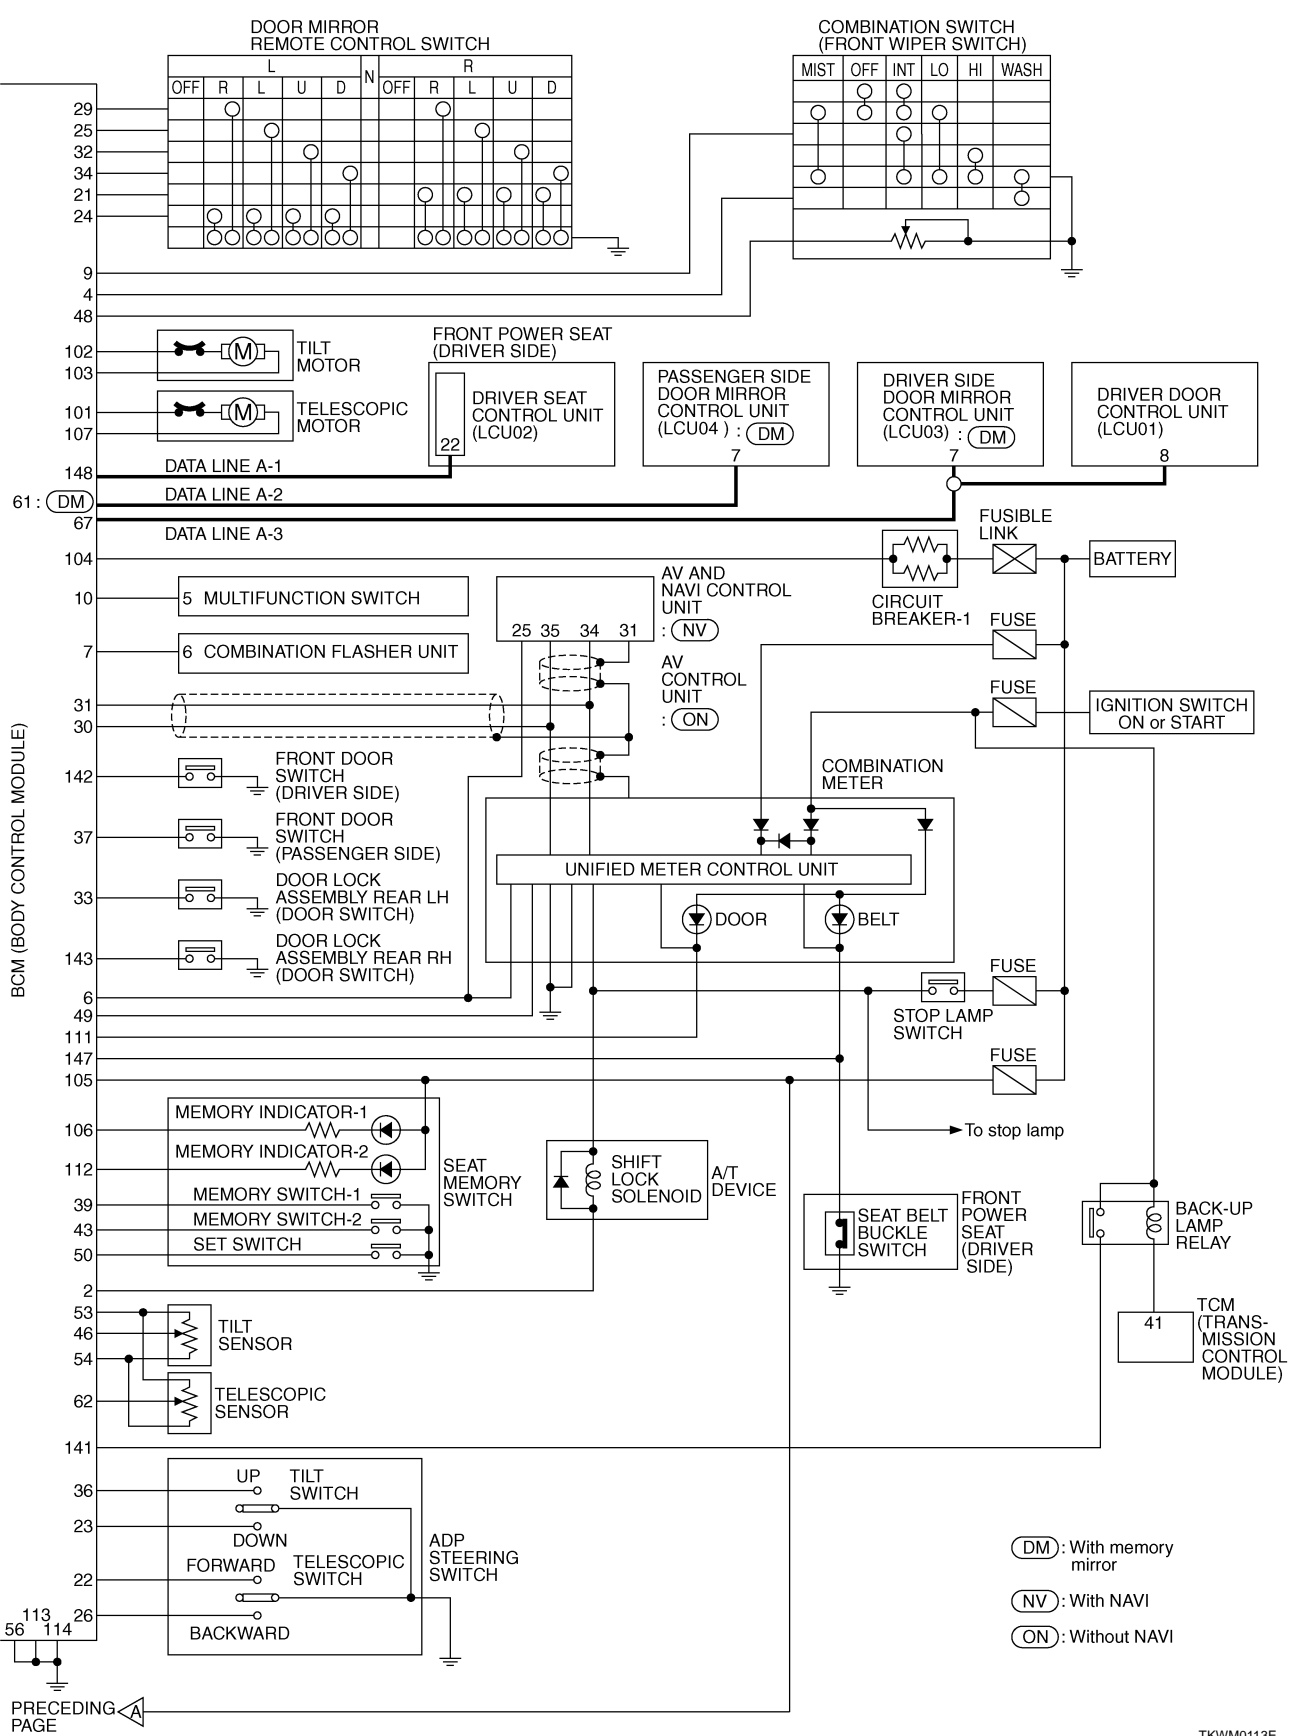 DOOR MIRROR
REMOTE CONTROL SWITCH
L
N
R
OFF R L U D OFF R L U D
29
25
32
34
21
24
COMBINATION SWITCH
(FRONT WIPER SWITCH)
MIST OFF INT LO HI WASH
9
4
48
102
103
TILT
MOTOR
101
107
TELESCOPIC
MOTOR
FRONT POWER SEAT
(DRIVER SIDE)
DRIVER SEAT
CONTROL UNIT
(LCU02)
22
PASSENGER SIDE
DOOR MIRROR
CONTROL UNIT
(LCU04 ) : DM
7
DRIVER SIDE
DOOR MIRROR
CONTROL UNIT
(LCU03) : DM
7
DRIVER DOOR
CONTROL UNIT
(LCU01)
8
148
DATA LINE A-1
61 : DM
DATA LINE A-2
67
DATA LINE A-3
104
CIRCUIT
BREAKER-1
FUSIBLE
LINK
BATTERY
10
5 MULTIFUNCTION SWITCH
7
6 COMBINATION FLASHER UNIT
AV AND
NAVI CONTROL
UNIT
: NV
25 35 34 31
AV
CONTROL
UNIT
: ON
FUSE
FUSE
IGNITION SWITCH
ON or START
31
30
BCM (BODY CONTROL MODULE)
142
FRONT DOOR
SWITCH
(DRIVER SIDE)
37
FRONT DOOR
SWITCH
(PASSENGER SIDE)
33
DOOR LOCK
ASSEMBLY REAR LH
(DOOR SWITCH)
143
DOOR LOCK
ASSEMBLY REAR RH
(DOOR SWITCH)
COMBINATION
METER
UNIFIED METER CONTROL UNIT
DOOR
BELT
6
49
111
147
105
FUSE
STOP LAMP
SWITCH
FUSE
To stop lamp
106
MEMORY INDICATOR-1
112
MEMORY INDICATOR-2
39
MEMORY SWITCH-1
43
MEMORY SWITCH-2
50
SET SWITCH
SEAT
MEMORY
SWITCH
SHIFT
LOCK
SOLENOID
A/T
DEVICE
SEAT BELT
BUCKLE
SWITCH
FRONT
POWER
SEAT
(DRIVER
SIDE)
BACK-UP
LAMP
RELAY
2
53
46
54
TILT
SENSOR
62
TELESCOPIC
SENSOR
41
TCM
(TRANS-
MISSION
CONTROL
MODULE)
141
36
UP
TILT
SWITCH
23
DOWN
22
FORWARD
TELESCOPIC
SWITCH
26
BACKWARD
ADP
STEERING
SWITCH
113
56 114
PRECEDING
PAGE
A
DM : With memory
mirror
NV : With NAVI
ON : Without NAVI
TKWM0113E